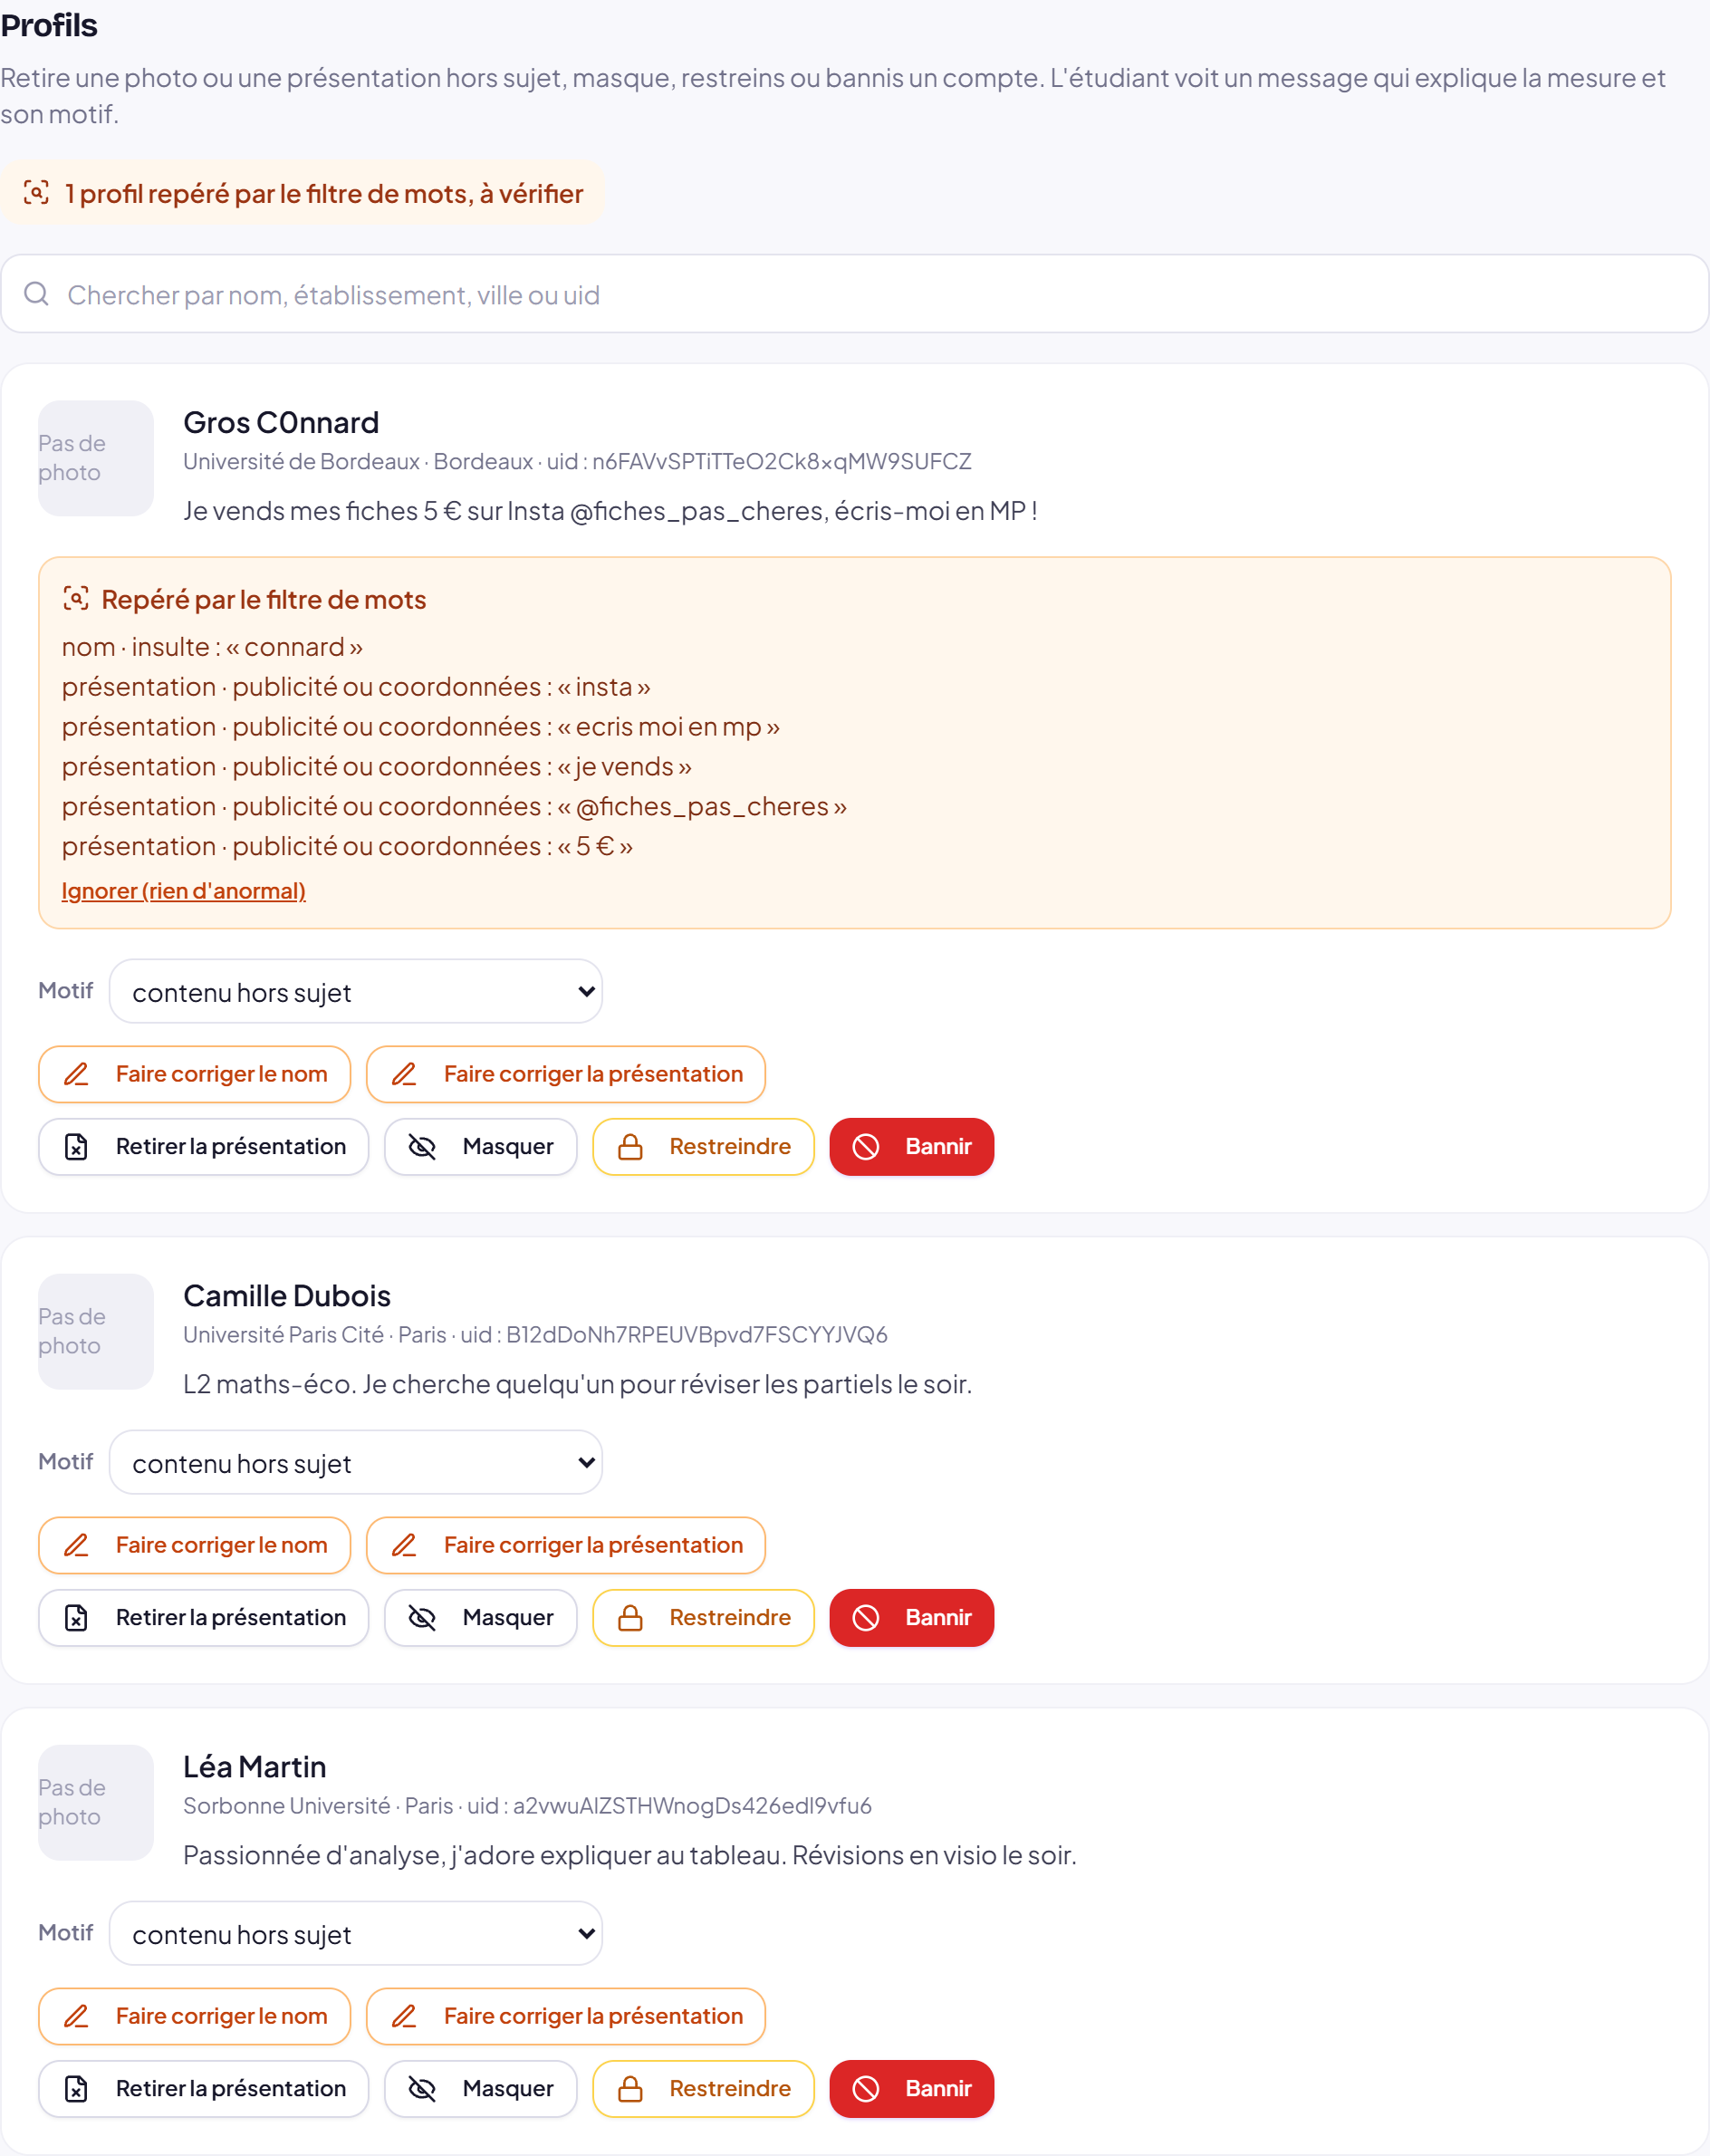 Profils
Retire une photo ou une présentation hors sujet, masque, restreins ou bannis un compte. L'étudiant voit un message qui explique la mesure et
son motif.
1 profil repéré par le filtre de mots, à vérifier
Chercher par nom, établissement, ville ou uid
Pas de
photo
Gros C0nnard
Université de Bordeaux · Bordeaux · uid : n6FAVvSPTiTTeO2Ck8xqMW9SUFCZ
Je vends mes fiches 5 € sur Insta @fiches_pas_cheres, écris-moi en MP !
Repéré par le filtre de mots
nom · insulte : « connard »
présentation · publicité ou coordonnées : « insta »
présentation · publicité ou coordonnées : « ecris moi en mp »
présentation · publicité ou coordonnées : « je vends »
présentation · publicité ou coordonnées : « @fiches_pas_cheres »
présentation · publicité ou coordonnées : « 5 € »
Ignorer (rien d'anormal)
Motif contenu hors sujet
Faire corriger le nom Faire corriger la présentation
Retirer la présentation Masquer Restreindre Bannir
Pas de
photo
Camille Dubois
Université Paris Cité · Paris · uid : B12dDoNh7RPEUVBpvd7FSCYYJVQ6
L2 maths-éco. Je cherche quelqu'un pour réviser les partiels le soir.
Motif contenu hors sujet
Faire corriger le nom Faire corriger la présentation
Retirer la présentation Masquer Restreindre Bannir
Pas de
photo
Léa Martin
Sorbonne Université · Paris · uid : a2vwuAIZSTHWnogDs426edI9vfu6
Passionnée d'analyse, j'adore expliquer au tableau. Révisions en visio le soir.
Motif contenu hors sujet
Faire corriger le nom Faire corriger la présentation
Retirer la présentation Masquer Restreindre Bannir